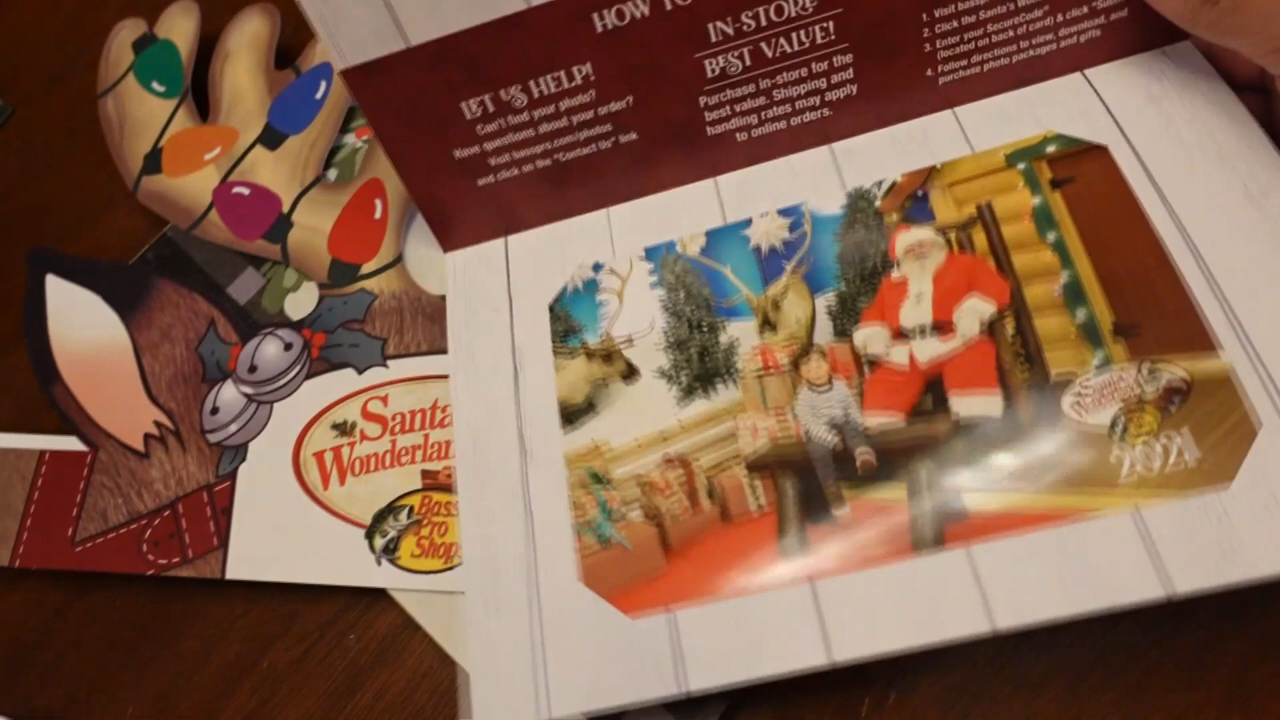 HOW TO
LET US HELP!
Can't find your photo?
Have questions about your order?
Visit basspro.com/photos
and click on the "Contact Us" link
IN-STORE
BEST VALUE!
Purchase in-store for the
best value. Shipping and
handling rates may apply
to online orders.
1. Visit
2. Click the Santa's
3. Enter your SecureCode
(located on back of card) & click
4. Follow directions to view, download, and
purchase photo packages and gifts
Santa
Wonderlan
Bass
Pro
Shops
Santa's
Wonderland
2021